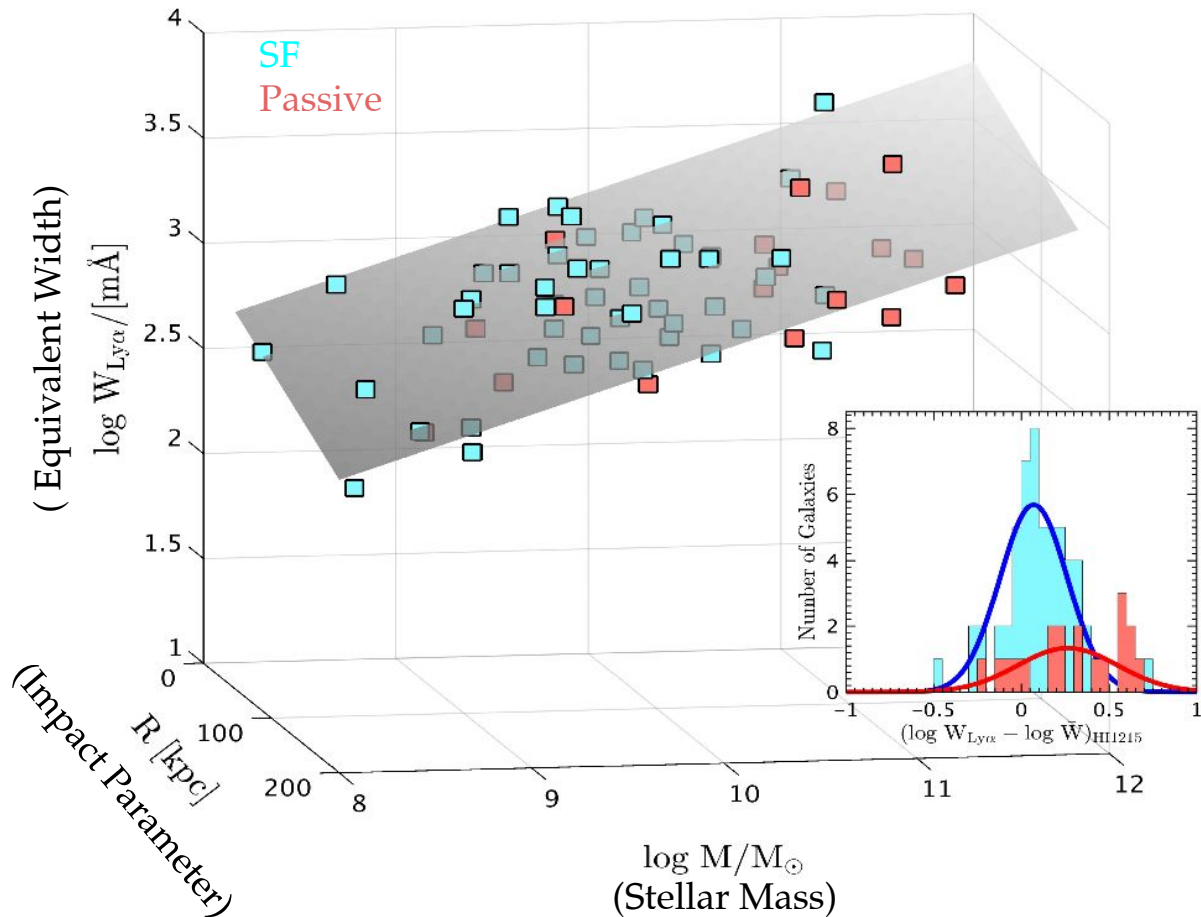 4
3.5
3
2.5
2
1.5
1
SF
Passive
( Equivalent Width)
log W_Lyα/[mÅ]
0
100
200
R [kpc]
(Impact Parameter)
8
9
10
11
12
log M/M⊙
(Stellar Mass)
8
6
4
2
0
Number of Galaxies
-1
-0.5
0
0.5
1
(log W_Lyα − log W̄)_HI1215